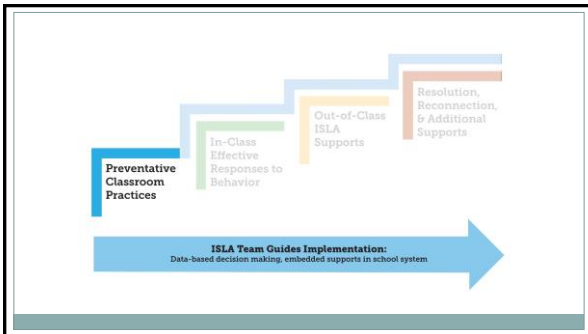 Preventative
Classroom
Practices
In-Class
Effective
Responses to
Behavior
Out-of-Class
ISLA
Supports
Resolution,
Reconnection,
& Additional
Supports
ISLA Team Guides Implementation:
Data-based decision making, embedded supports in school system